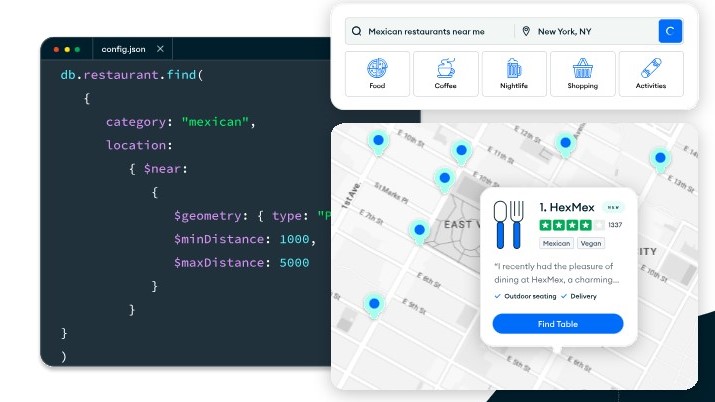 config.json
db.restaurant.find(
{
category: "mexican",
location:
{ $near:
{
$geometry: { type: "P
$minDistance: 1000,
$maxDistance: 5000
}
}
}
)
Mexican restaurants near me
New York, NY
Food
Coffee
Nightlife
Shopping
Activities
E 10th St
E 12th St
E 11th St
E 13th St
1st Ave.
St Marks Pl
E 7th St
EAST V
ITY
E 10th St
E 8th St
E 6th St
E 5th St
1. HexMex
1337
Mexican
Vegan
"I recently had the pleasure of
dining at HexMex, a charming...
Outdoor seating
Delivery
Find Table